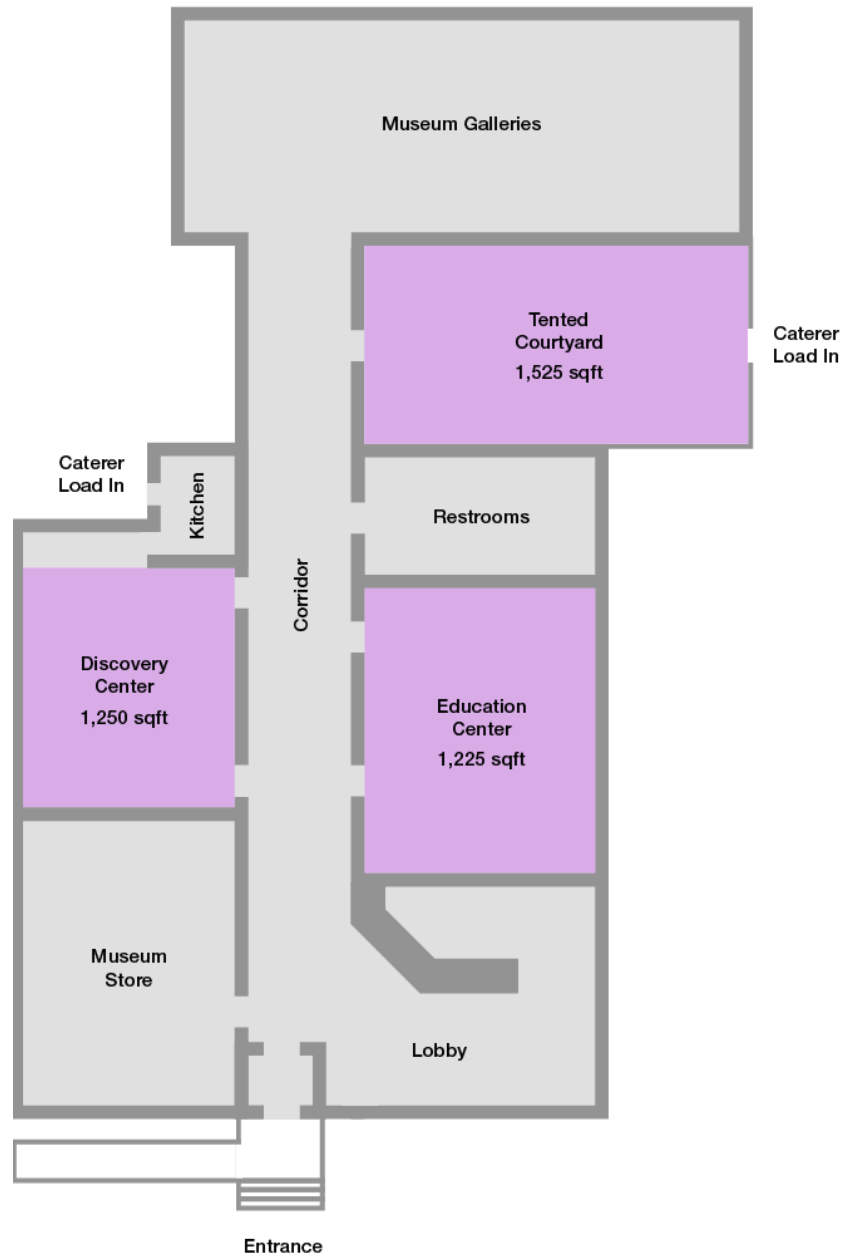 Museum Galleries
Tented
Courtyard
1,525 sqft
Caterer
Load In
Caterer
Load In
Kitchen
Restrooms
Corridor
Discovery
Center
1,250 sqft
Education
Center
1,225 sqft
Museum
Store
Lobby
Entrance